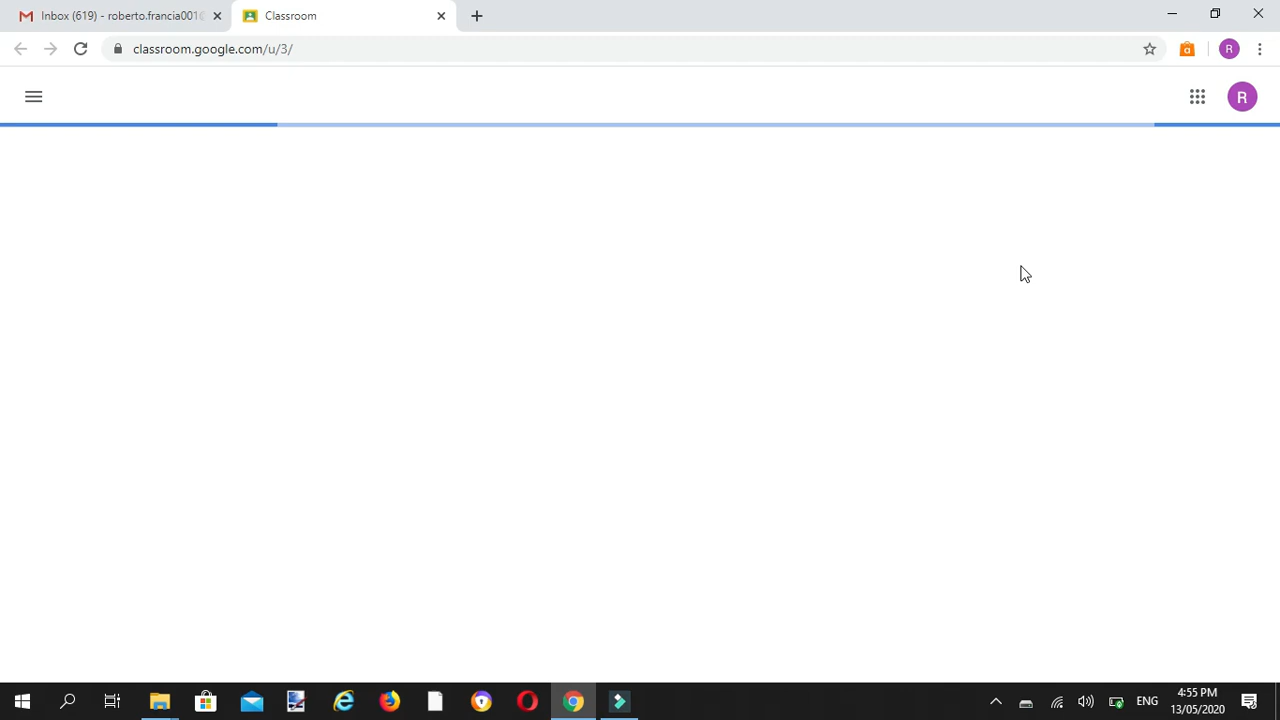 Inbox (619) - roberto.francia001
Classroom
classroom.google.com/u/3/
a
R
R
ENG
4:55 PM
13/05/2020